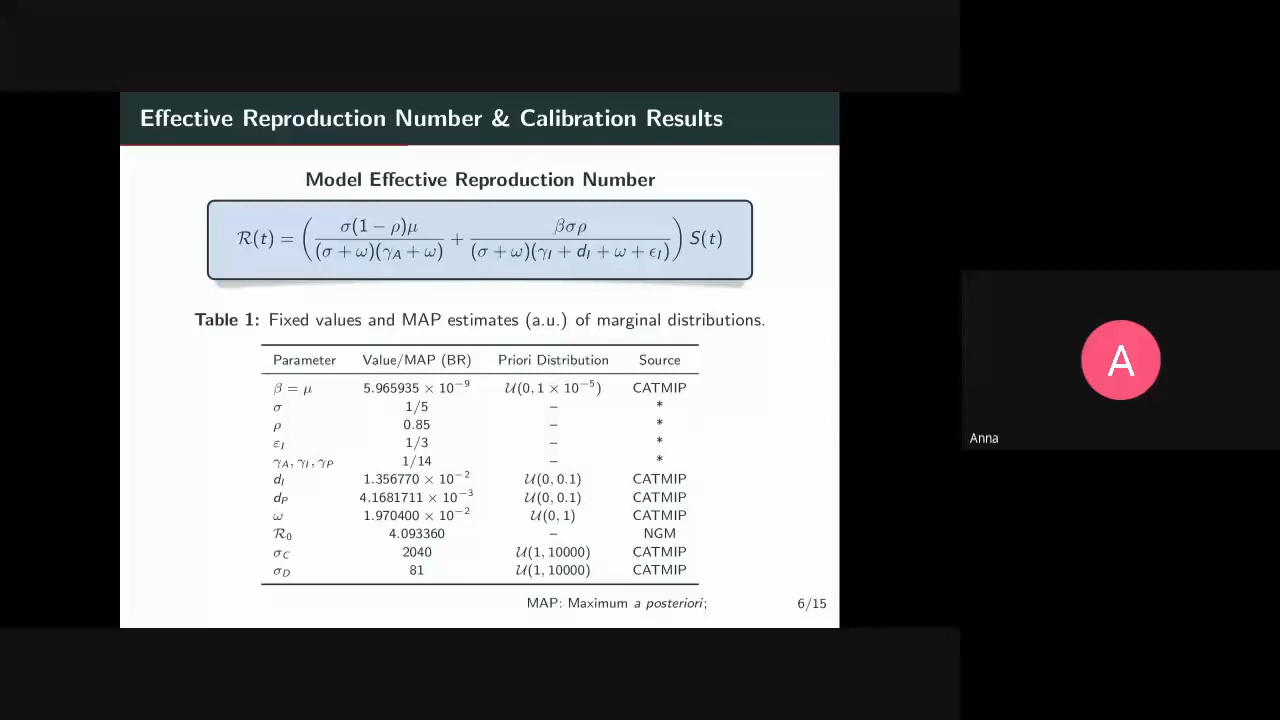 Effective Reproduction Number & Calibration Results
Model Effective Reproduction Number
ℛ(t) = ( σ(1 − ρ)μ / (σ + ω)(γ_A + ω) + βσρ / (σ + ω)(γ_I + d_I + ω + ϵ_I) ) S(t)
Table 1: Fixed values and MAP estimates (a.u.) of marginal distributions.
Parameter Value/MAP (BR) Priori Distribution Source
β = μ 5.965935 × 10⁻⁹ 𝒰(0, 1 × 10⁻⁵) CATMIP
σ 1/5 – *
ρ 0.85 – *
ε_I 1/3 – *
γ_A, γ_I, γ_P 1/14 – *
d_I 1.356770 × 10⁻² 𝒰(0, 0.1) CATMIP
d_P 4.1681711 × 10⁻³ 𝒰(0, 0.1) CATMIP
ω 1.970400 × 10⁻² 𝒰(0, 1) CATMIP
ℛ₀ 4.093360 – NGM
σ_C 2040 𝒰(1, 10000) CATMIP
σ_D 81 𝒰(1, 10000) CATMIP
MAP: Maximum a posteriori;
6/15
A
Anna